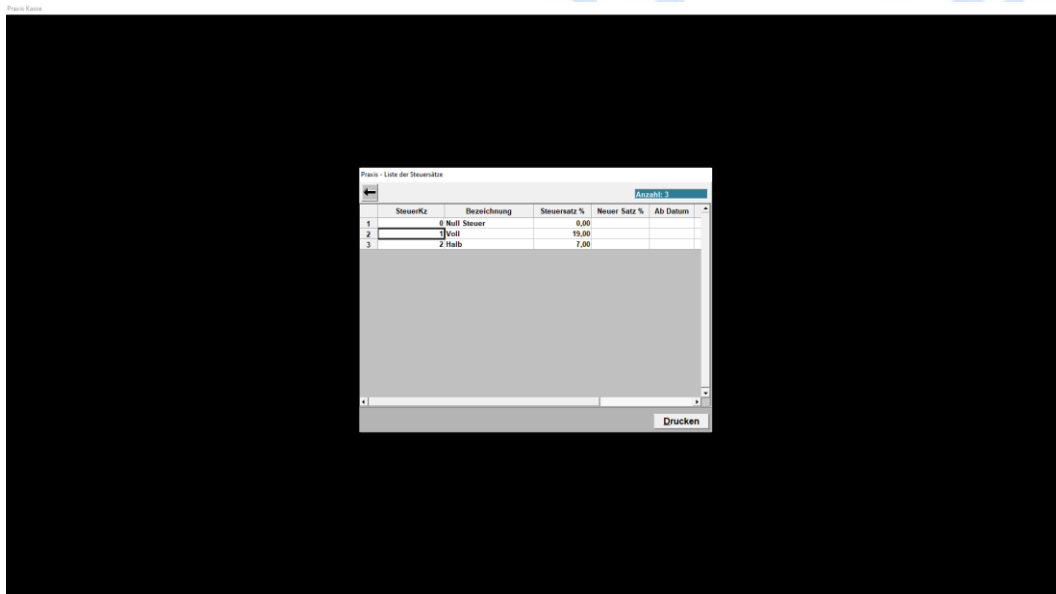 Praxis Kasse
Praxis - Liste der Steuersätze
Anzahl: 3
SteuerKz Bezeichnung Steuersatz % Neuer Satz % Ab Datum
1 0 Null Steuer 0,00
2 1 Voll 19,00
3 2 Halb 7,00
Drucken